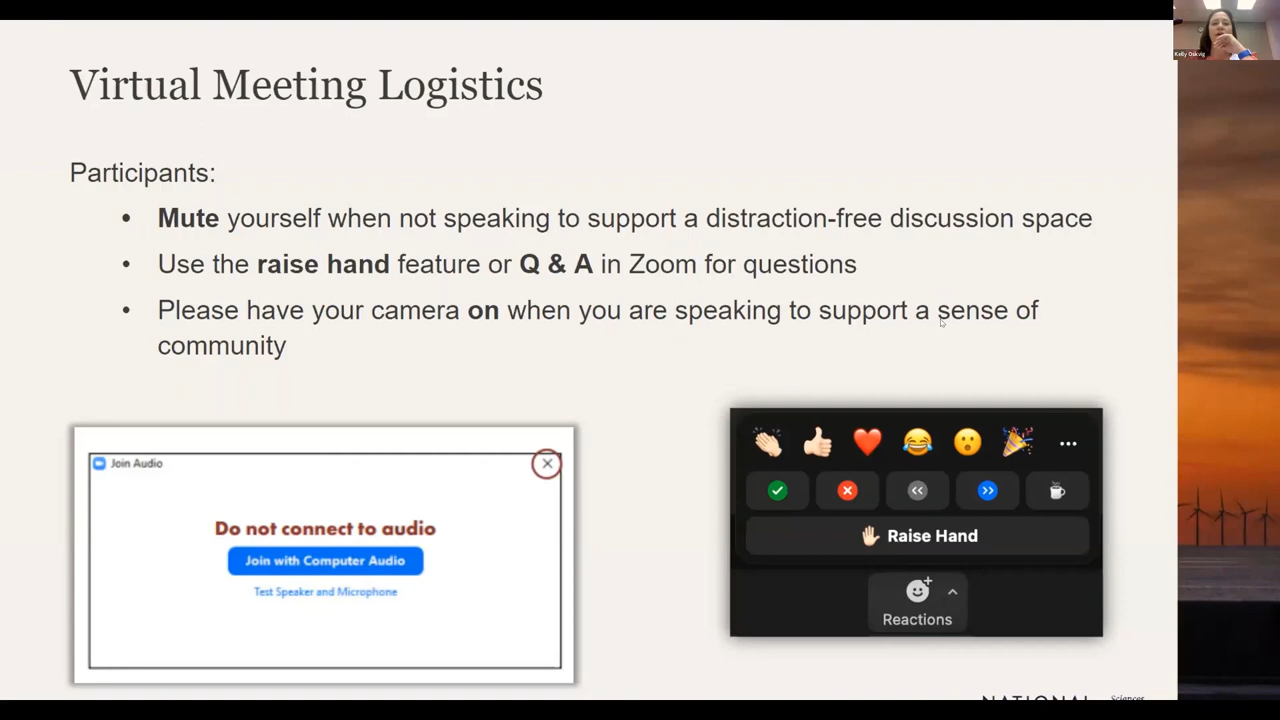 Virtual Meeting Logistics
Participants:
• Mute yourself when not speaking to support a distraction-free discussion space
• Use the raise hand feature or Q & A in Zoom for questions
• Please have your camera on when you are speaking to support a sense of
community
Join Audio
Do not connect to audio
Join with Computer Audio
Test Speaker and Microphone
Raise Hand
Reactions
NATIONAL Sciences
Kelly